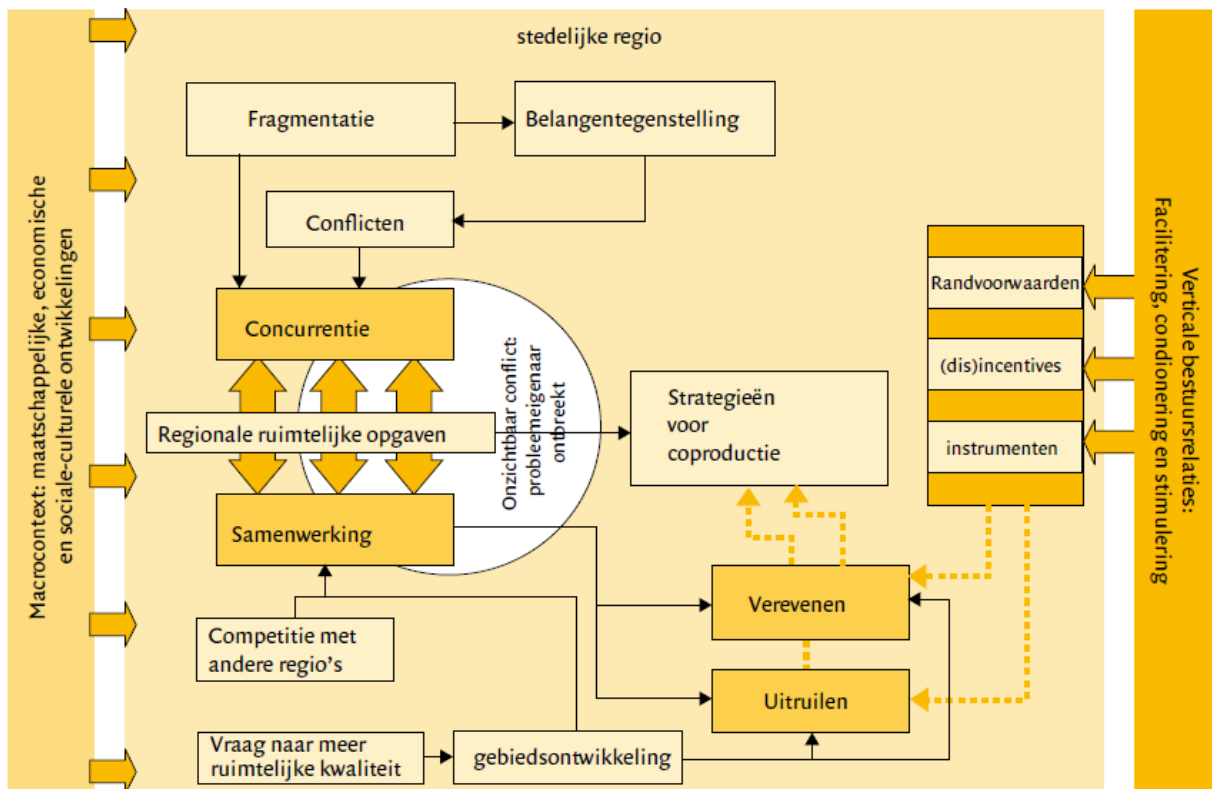 Macrocontext: maatschappelijke, economische
en sociale-culturele ontwikkelingen
stedelijke regio
Fragmentatie
Belangentegenstelling
Conflicten
Concurrentie
Regionale ruimtelijke opgaven
Samenwerking
Onzichtbaar conflict:
probleemeigenaar
ontbreekt
Competitie met
andere regio's
Vraag naar meer
ruimtelijke kwaliteit
gebiedsontwikkeling
Strategieën
voor
coproductie
Verevenen
Uitruilen
Randvoorwaarden
(dis)incentives
instrumenten
Verticale bestuursrelaties:
Facilitering, condionering en stimulering